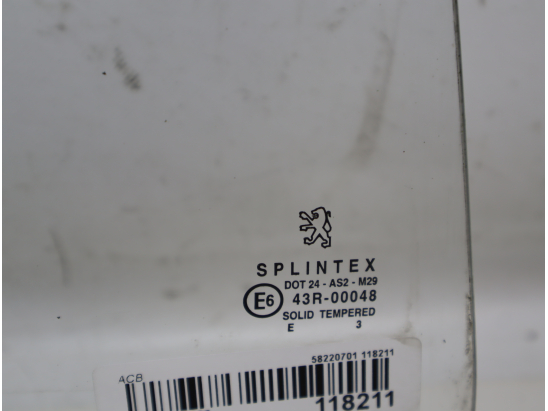 SPLINTEX
DOT 24 - AS2 - M29
E6 43R-00048
SOLID TEMPERED
E 3
58220701 118211
ACB
118211